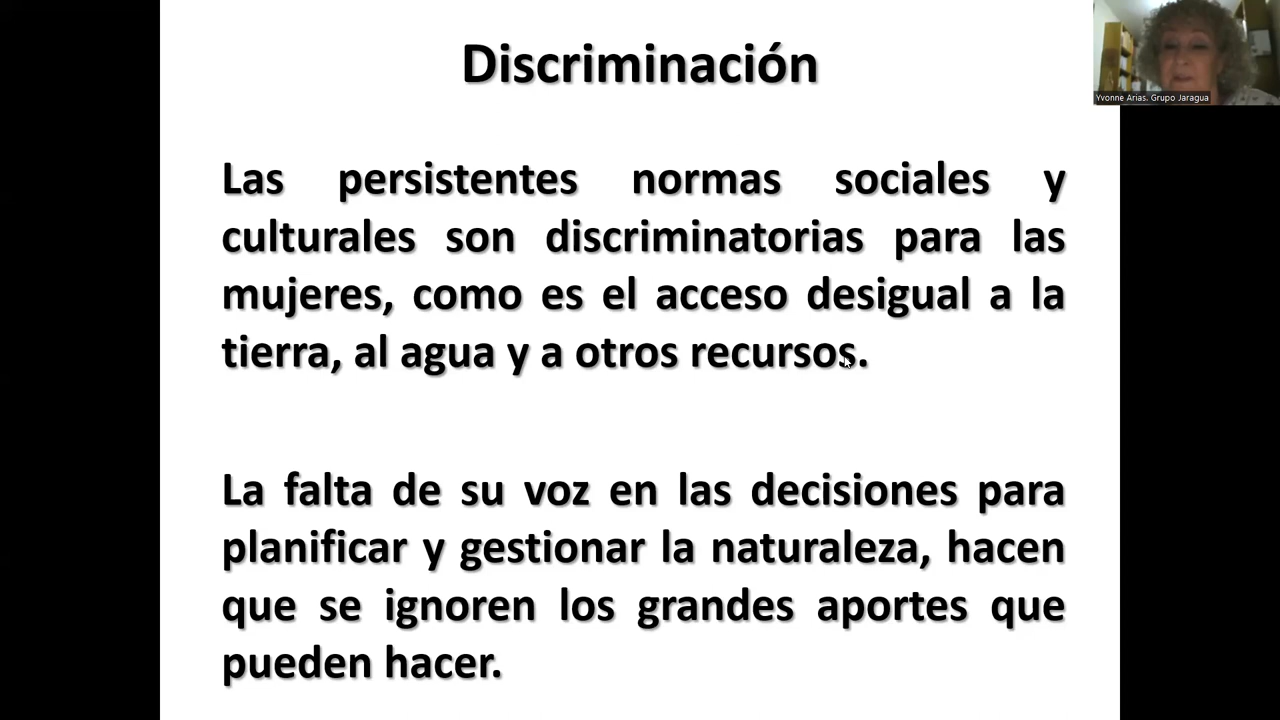 Discriminación
Yvonne Arias. Grupo Jaragua
Las persistentes normas sociales y
culturales son discriminatorias para las
mujeres, como es el acceso desigual a la
tierra, al agua y a otros recursos.
La falta de su voz en las decisiones para
planificar y gestionar la naturaleza, hacen
que se ignoren los grandes aportes que
pueden hacer.